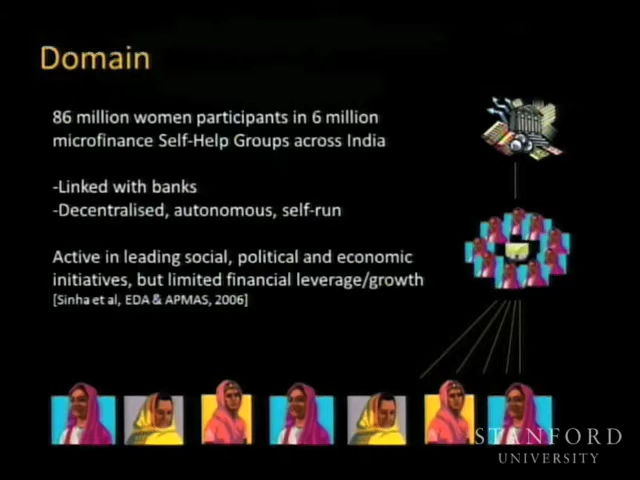 Domain
86 million women participants in 6 million
microfinance Self-Help Groups across India
-Linked with banks
-Decentralised, autonomous, self-run
Active in leading social, political and economic
initiatives, but limited financial leverage/growth
[Sinha et al, EDA & APMAS, 2006]
STANFORD
UNIVERSITY